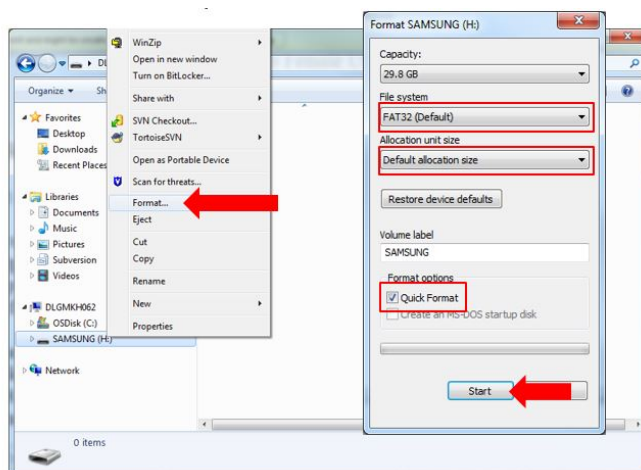 Organize
Sh
Favorites
Desktop
Downloads
Recent Places
Libraries
Documents
Music
Pictures
Subversion
Videos
DLGMKH062
OSDisk (C:)
SAMSUNG (H:)
Network
0 items
WinZip
Open in new window
Turn on BitLocker...
Share with
SVN Checkout...
TortoiseSVN
Open as Portable Device
Scan for threats...
Format...
Eject
Cut
Copy
Rename
New
Properties
Format SAMSUNG (H:)
Capacity:
29.8 GB
File system
FAT32 (Default)
Allocation unit size
Default allocation size
Restore device defaults
Volume label
SAMSUNG
Format options
Quick Format
Create an MS-DOS startup disk
Start